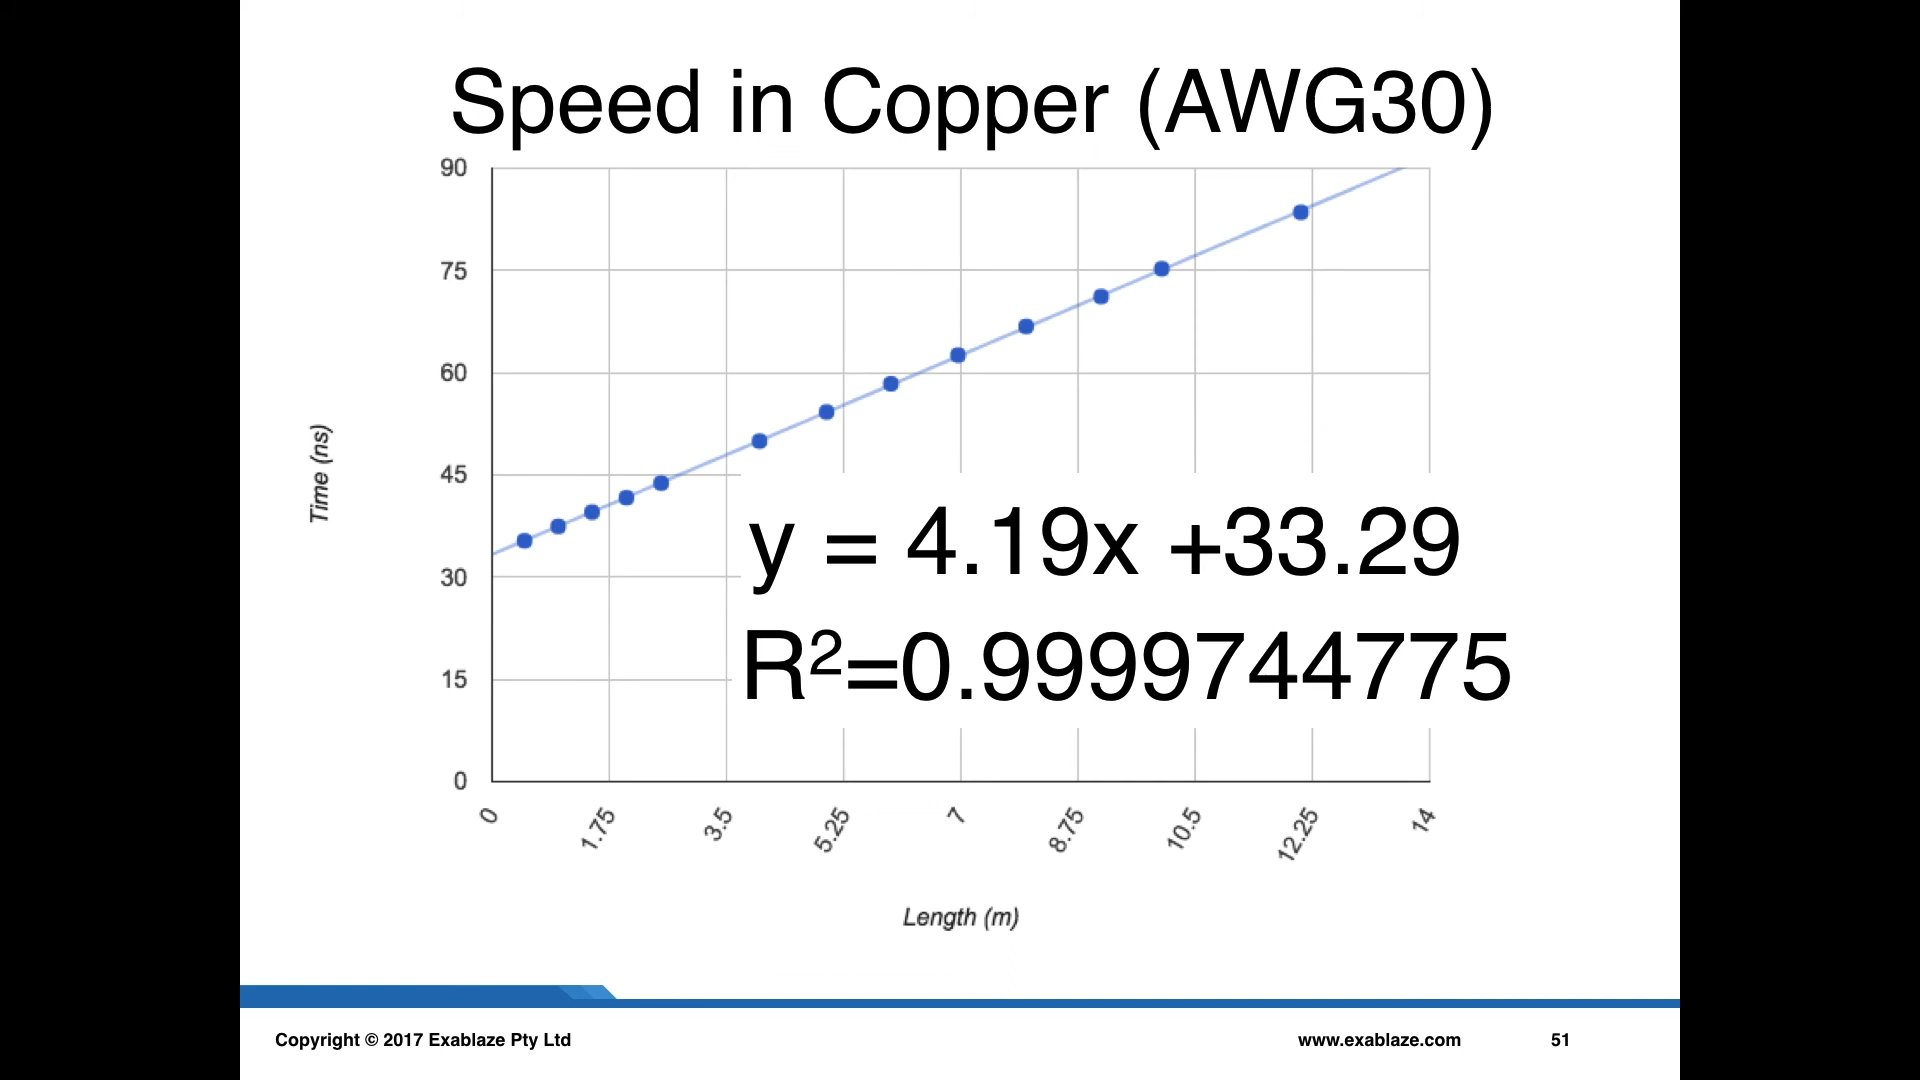 Speed in Copper (AWG30)
90
75
60
45
30
15
0
Time (ns)
y = 4.19x +33.29
R²=0.9999744775
0 1.75 3.5 5.25 7 8.75 10.5 12.25 14
Length (m)
Copyright © 2017 Exablaze Pty Ltd www.exablaze.com 51